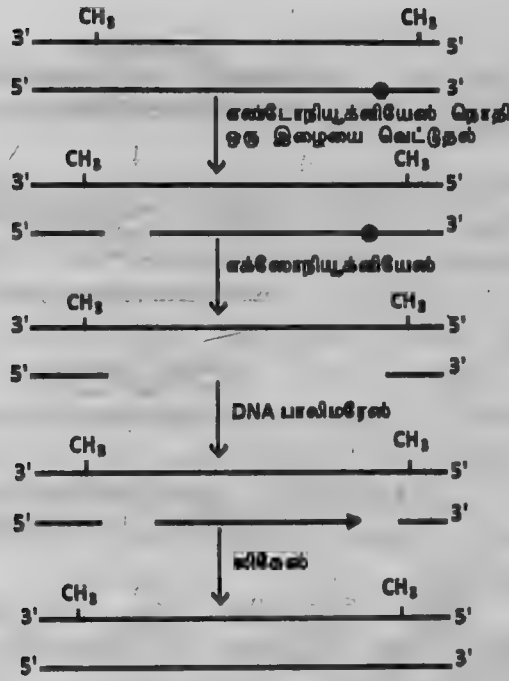 CH₃ CH₃
3' 5'
5' 3'
எண்டோநியூக்ளியேஸ் நொதி
ஒரு இழையை வெட்டுதல்
CH₃ CH₃
3' 5'
5' 3'
எக்ஸோநியூக்ளியேஸ்
CH₃ CH₃
3' 5'
5' 3'
DNA பாலிமரேஸ்
CH₃ CH₃
3' 5'
5' 3'
லிகேஸ்
CH₃ CH₃
3' 5'
5' 3'